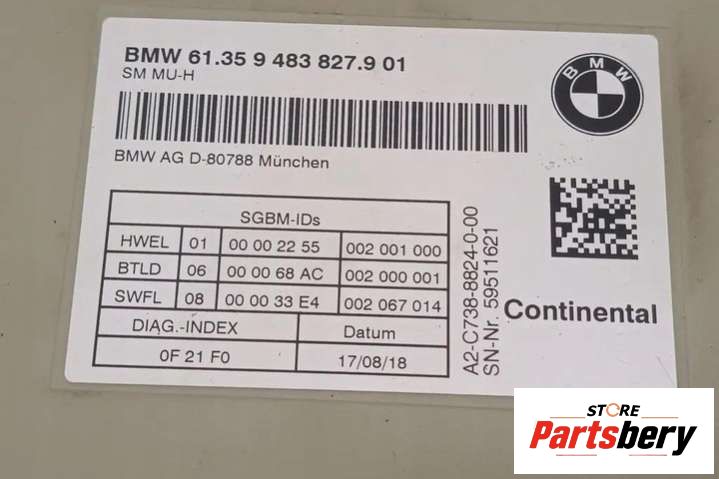 BMW 61.35 9 483 827.9 01
SM MU-H
BMW
BMW AG D-80788 München
SGBM-IDs
HWEL 01 00 00 22 55 002 001 000
BTLD 06 00 00 68 AC 002 000 001
SWFL 08 00 00 33 E4 002 067 014
DIAG.-INDEX Datum
0F 21 F0 17/08/18
A2-C738-8824-0-00
SN-Nr. 59511621
Continental
STORE
Partsbery